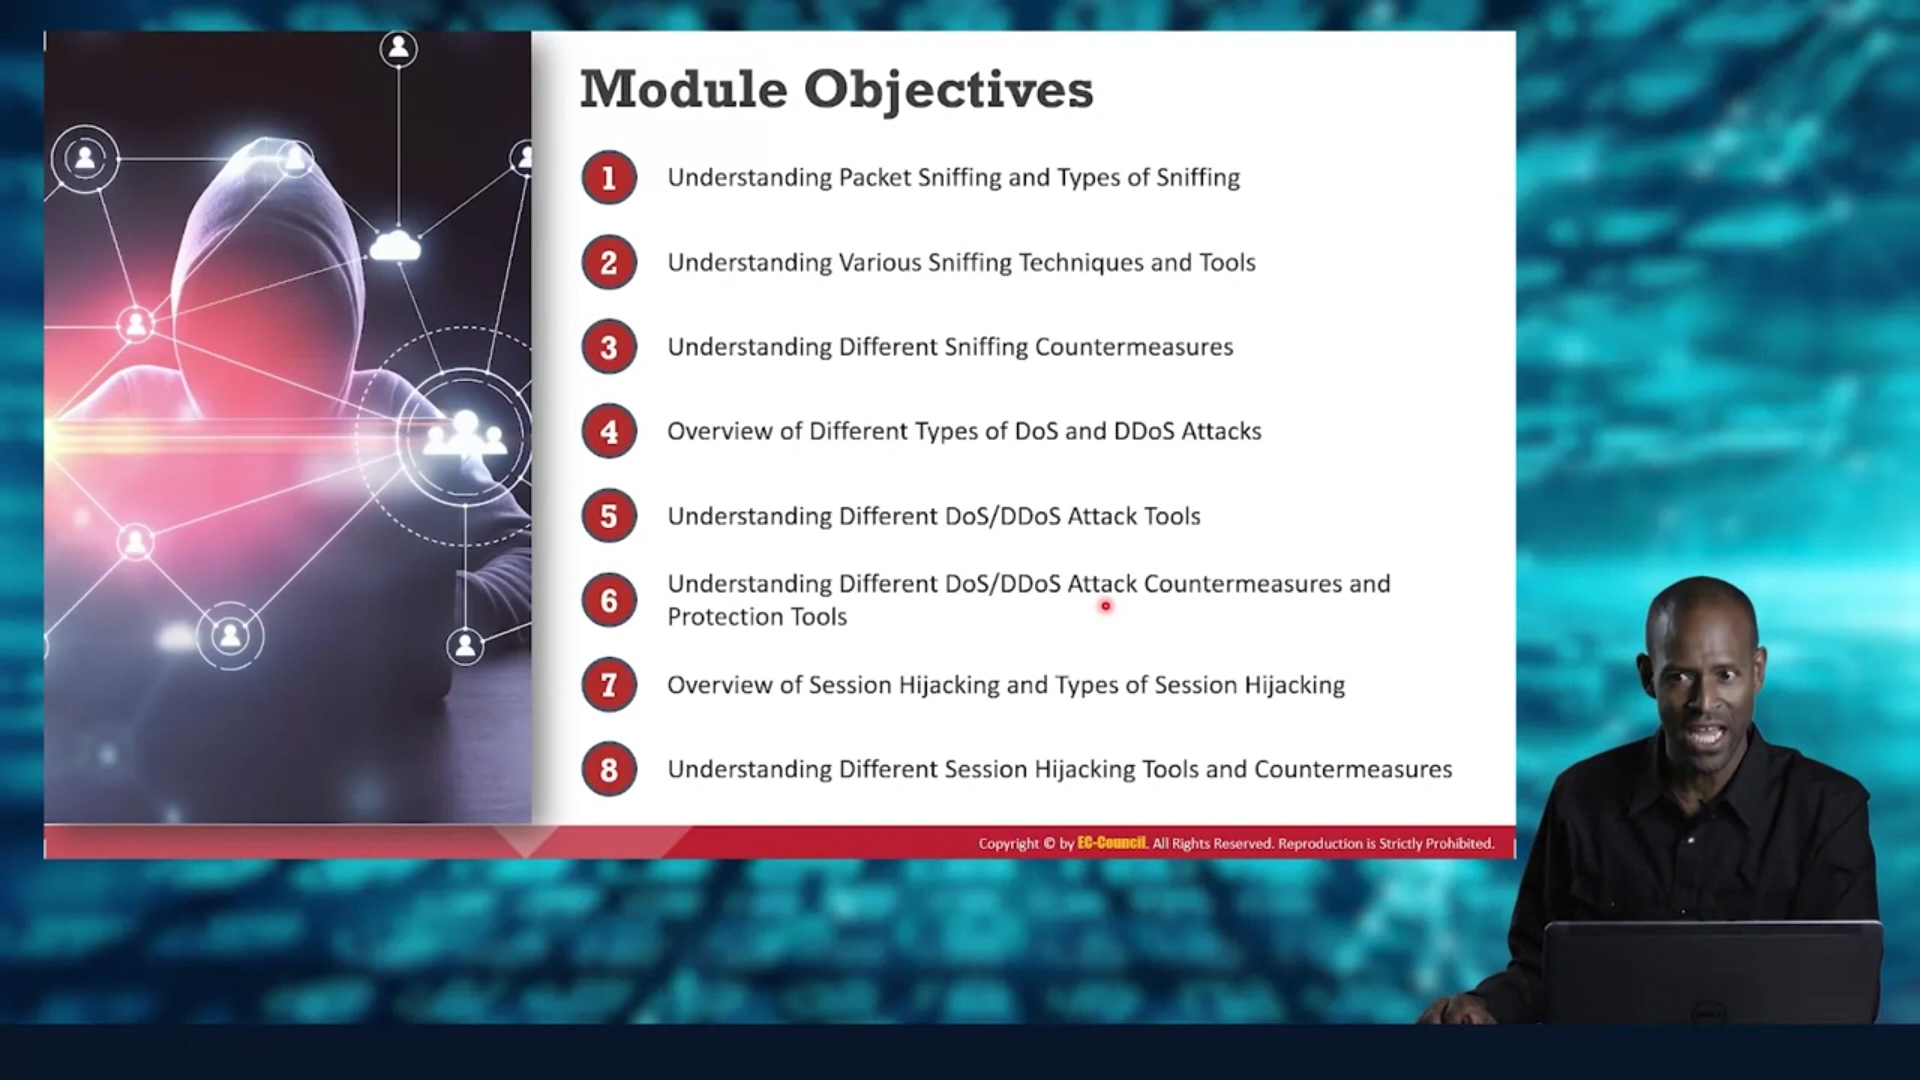 Module Objectives
1 Understanding Packet Sniffing and Types of Sniffing
2 Understanding Various Sniffing Techniques and Tools
3 Understanding Different Sniffing Countermeasures
4 Overview of Different Types of DoS and DDoS Attacks
5 Understanding Different DoS/DDoS Attack Tools
6 Understanding Different DoS/DDoS Attack Countermeasures and
Protection Tools
7 Overview of Session Hijacking and Types of Session Hijacking
8 Understanding Different Session Hijacking Tools and Countermeasures
Copyright © by EC-Council. All Rights Reserved. Reproduction is Strictly Prohibited.